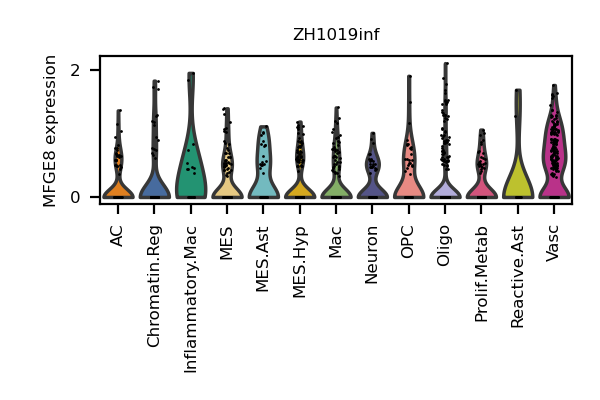 ZH1019inf
MFGE8 expression
2
0
AC
Chromatin.Reg
Inflammatory.Mac
MES
MES.Ast
MES.Hyp
Mac
Neuron
OPC
Oligo
Prolif.Metab
Reactive.Ast
Vasc